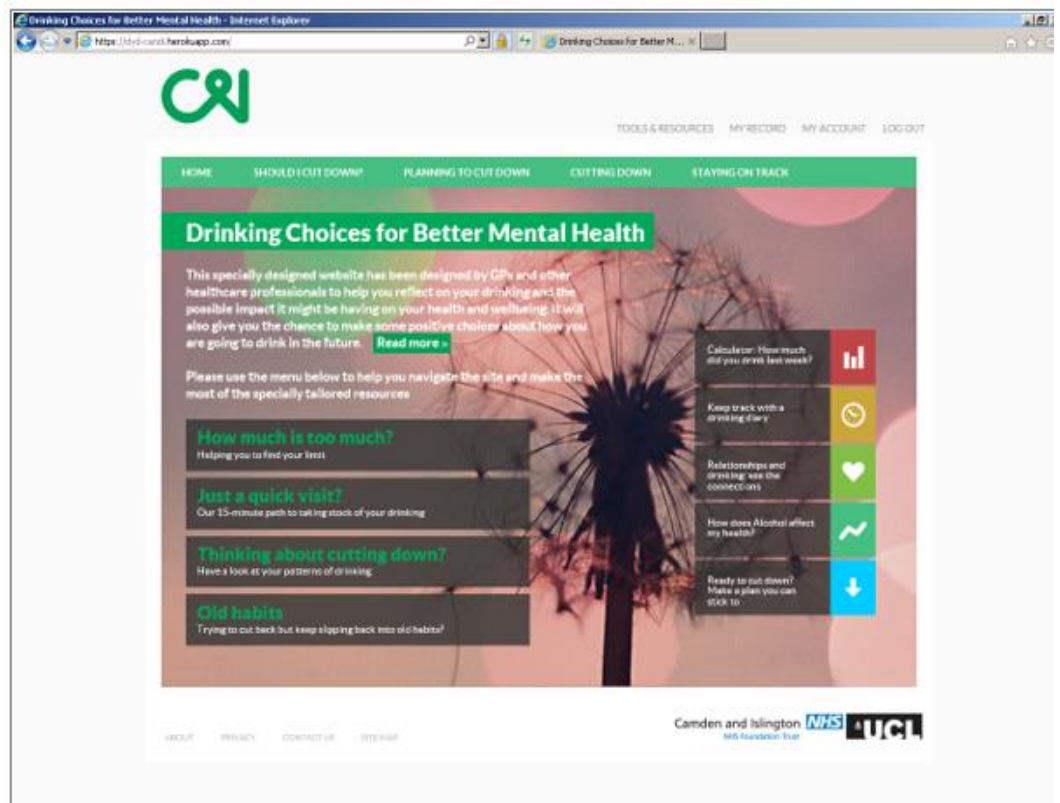 Drinking Choices for Better Mental Health - Internet Explorer
Drinking Choices for Better M...
C&I
TOOLS & RESOURCES MY RECORD MY ACCOUNT LOG OUT
HOME SHOULD I CUT DOWN? PLANNING TO CUT DOWN CUTTING DOWN STAYING ON TRACK
Drinking Choices for Better Mental Health
This specially designed website has been designed by GPs and other
healthcare professionals to help you reflect on your drinking and the
possible impact it might be having on your health and wellbeing. It will
also give you the chance to make some positive choices about how you
are going to drink in the future. Read more »
Please use the menu below to help you navigate the site and make the
most of the specially tailored resources
How much is too much?
Helping you to find your limit
Just a quick visit?
Our 15-minute path to taking stock of your drinking
Thinking about cutting down?
Have a look at your patterns of drinking
Old habits
Trying to cut back but keep slipping back into old habits?
Calculator: How much
did you drink last week?
Keep track with a
drinking diary
Relationships and
drinking: see the
connections
How does Alcohol affect
my health?
Ready to cut down?
Make a plan you can
stick to
ABOUT PRIVACY CONTACT US SITE MAP
Camden and Islington NHS
NHS Foundation Trust
UCL